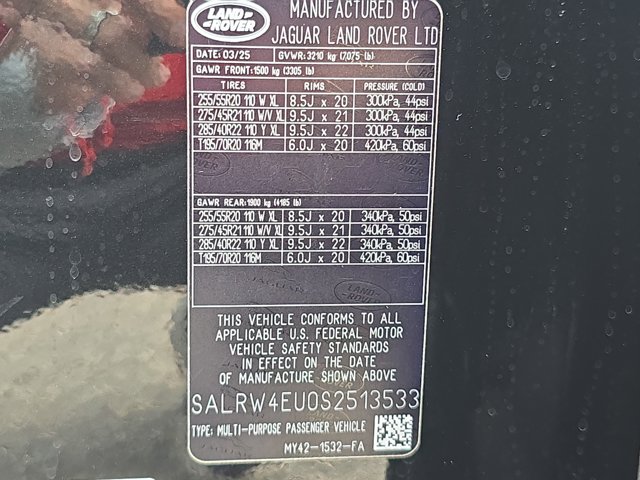 LAND ROVER
MANUFACTURED BY
JAGUAR LAND ROVER LTD
DATE: 03/25 GVWR: 3210 kg (7,075 lb)
GAWR FRONT: 1500 kg (3305 lb)
TIRES RIMS PRESSURE (COLD)
255/55R20 110 W XL 8.5J x 20 300kPa, 44psi
275/45R21 110 W/V XL 9.5J x 21 300kPa, 44psi
285/40R22 110 Y XL 9.5J x 22 300kPa, 44psi
T195/70R20 116M 6.0J x 20 420kPa, 60psi
GAWR REAR: 1900 kg (4185 lb)
255/55R20 110 W XL 8.5J x 20 340kPa, 50psi
275/45R21 110 W/V XL 9.5J x 21 340kPa, 50psi
285/40R22 110 Y XL 9.5J x 22 340kPa, 50psi
T195/70R20 116M 6.0J x 20 420kPa, 60psi
JAGUAR
LAND ROVER
THIS VEHICLE CONFORMS TO ALL
APPLICABLE U.S. FEDERAL MOTOR
VEHICLE SAFETY STANDARDS
IN EFFECT ON THE DATE
OF MANUFACTURE SHOWN ABOVE
SALRW4EU0S2513533
TYPE: MULTI-PURPOSE PASSENGER VEHICLE
MY42-1532-FA